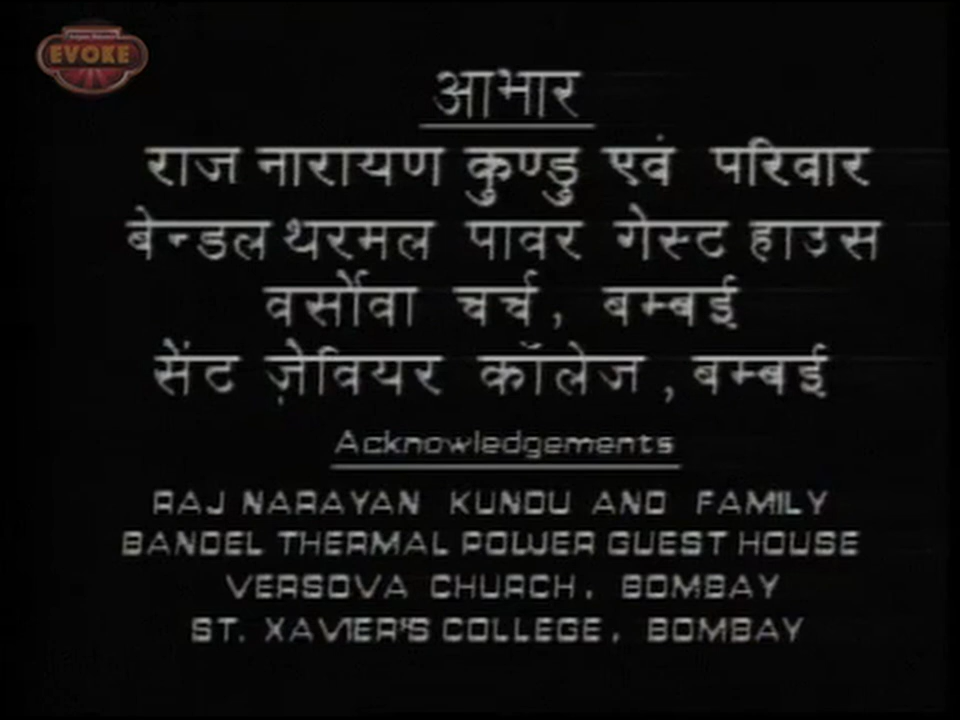 EVOKE
आभार
राज नारायण कुण्डु एवं परिवार
बेन्डल थरमल पावर गेस्ट हाउस
वर्सोवा चर्च, बम्बई
सेंट ज़ेवियर कॉलेज, बम्बई
Acknowledgements
RAJ NARAYAN KUNDU AND FAMILY
BANDEL THERMAL POWER GUEST HOUSE
VERSOVA CHURCH, BOMBAY
ST. XAVIER'S COLLEGE, BOMBAY